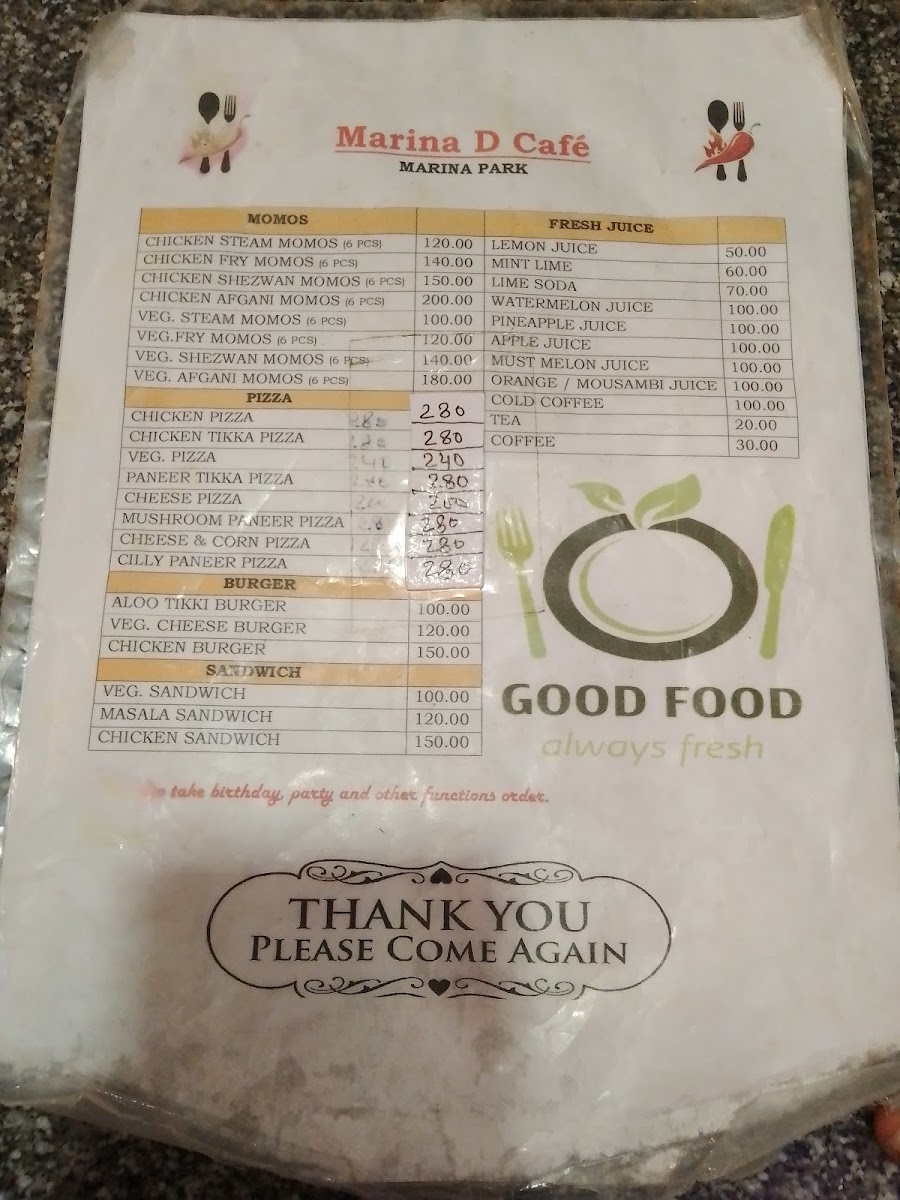 Marina D Café
MARINA PARK
MOMOS
CHICKEN STEAM MOMOS (6 PCS) 120.00
CHICKEN FRY MOMOS (6 PCS) 140.00
CHICKEN SHEZWAN MOMOS (6 PCS) 150.00
CHICKEN AFGANI MOMOS (6 PCS) 200.00
VEG. STEAM MOMOS (6 PCS) 100.00
VEG.FRY MOMOS (6 PCS) 120.00
VEG. SHEZWAN MOMOS (6 PCS) 140.00
VEG. AFGANI MOMOS (6 PCS) 180.00
PIZZA
CHICKEN PIZZA 280
CHICKEN TIKKA PIZZA 280
VEG. PIZZA 240
PANEER TIKKA PIZZA 280
CHEESE PIZZA
MUSHROOM PANEER PIZZA 280
CHEESE & CORN PIZZA 280
CILLY PANEER PIZZA 280
BURGER
ALOO TIKKI BURGER 100.00
VEG. CHEESE BURGER 120.00
CHICKEN BURGER 150.00
SANDWICH
VEG. SANDWICH 100.00
MASALA SANDWICH 120.00
CHICKEN SANDWICH 150.00
FRESH JUICE
LEMON JUICE 50.00
MINT LIME 60.00
LIME SODA 70.00
WATERMELON JUICE 100.00
PINEAPPLE JUICE 100.00
APPLE JUICE 100.00
MUST MELON JUICE 100.00
ORANGE / MOUSAMBI JUICE 100.00
COLD COFFEE 100.00
TEA 20.00
COFFEE 30.00
GOOD FOOD
always fresh
take birthday, party and other functions order.
THANK YOU
PLEASE COME AGAIN